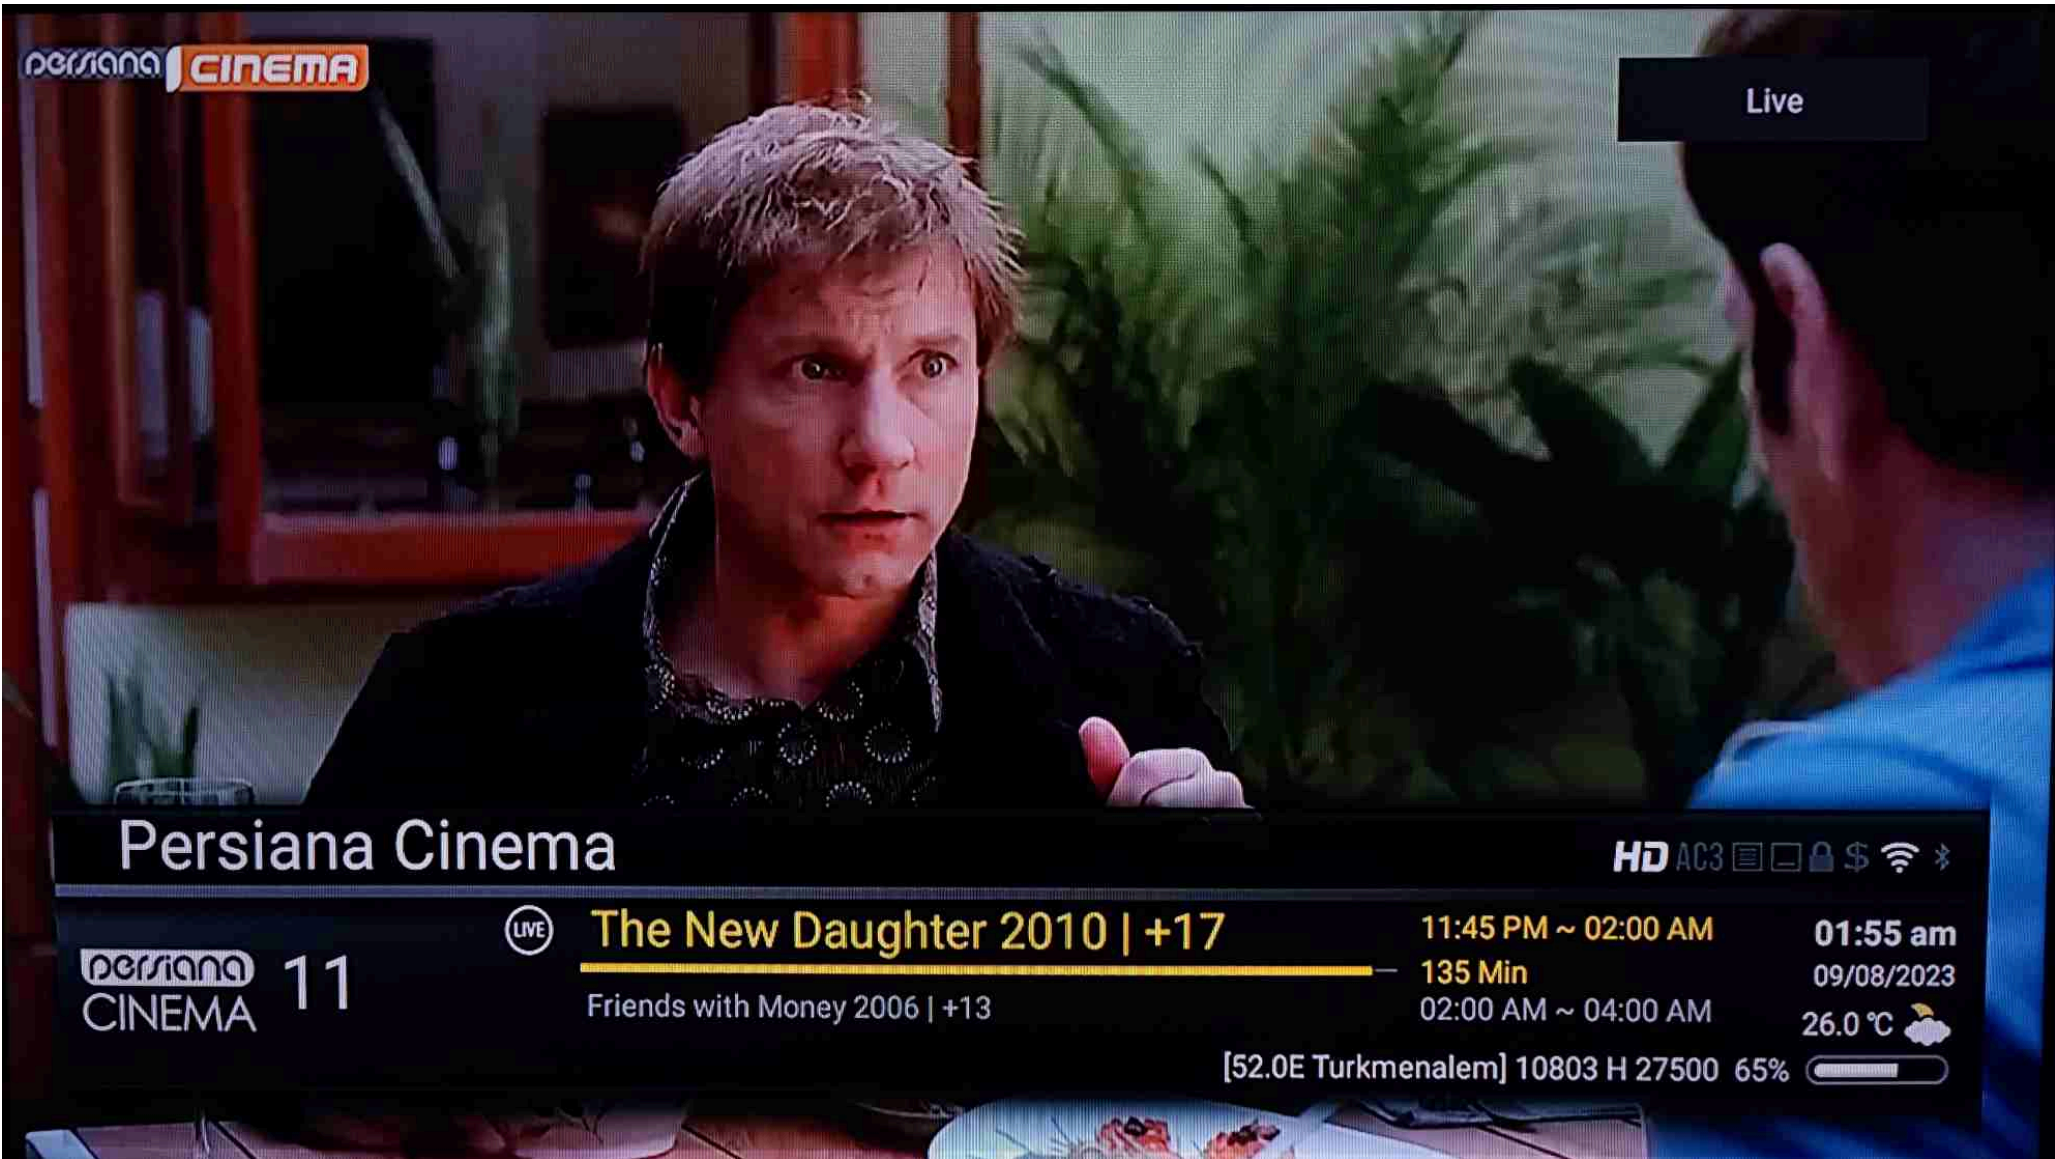 persiana CINEMA
Live
Persiana Cinema
HD AC3 $
LIVE The New Daughter 2010 | +17 11:45 PM ~ 02:00 AM 01:55 am
135 Min 09/08/2023
persiana CINEMA 11
Friends with Money 2006 | +13 02:00 AM ~ 04:00 AM 26.0 °C
[52.0E Turkmenalem] 10803 H 27500 65%